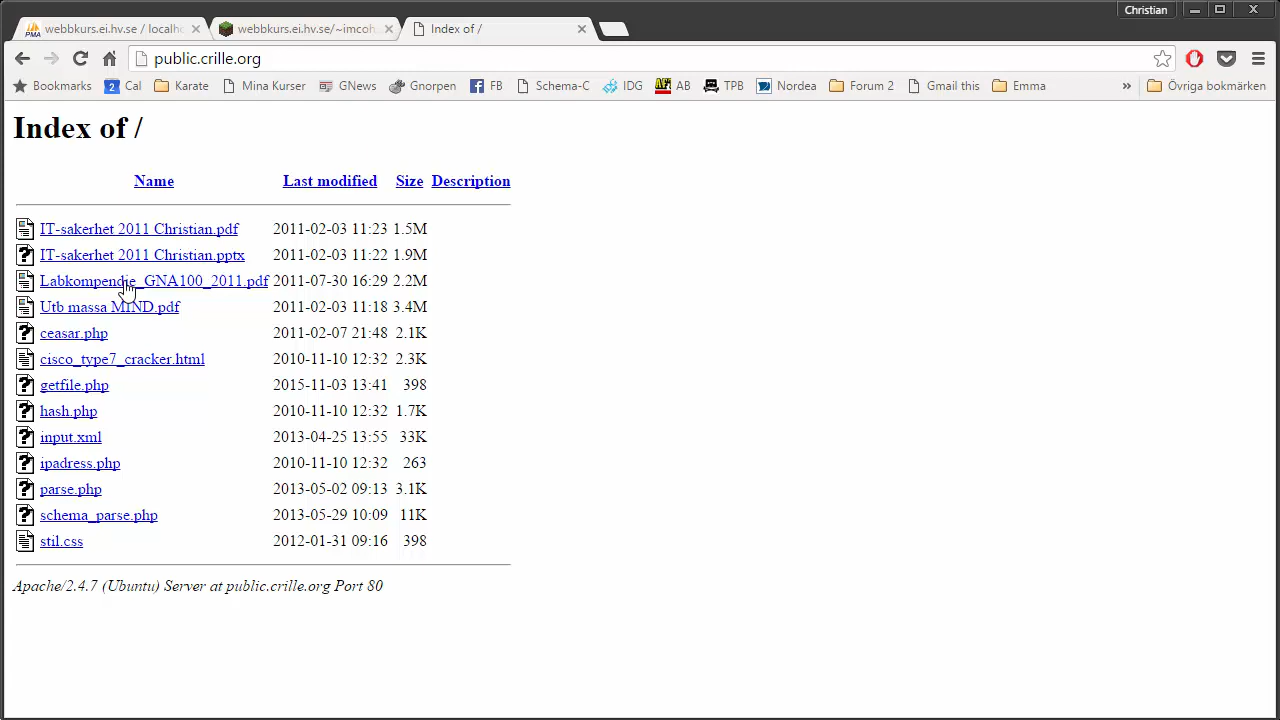 Christian
webbkurs.ei.hv.se / localhe
webbkurs.ei.hv.se/~imcoh
Index of /
public.crille.org
Bookmarks
2 Cal
Karate
Mina Kurser
GNews
Gnorpen
FB
Schema-C
IDG
AB
TPB
Nordea
Forum 2
Gmail this
Emma
»
Övriga bokmärken
Index of /
Name Last modified Size Description
IT-sakerhet 2011 Christian.pdf 2011-02-03 11:23 1.5M
IT-sakerhet 2011 Christian.pptx 2011-02-03 11:22 1.9M
Labkompendie_GNA100_2011.pdf 2011-07-30 16:29 2.2M
Utb massa MIND.pdf 2011-02-03 11:18 3.4M
ceasar.php 2011-02-07 21:48 2.1K
cisco_type7_cracker.html 2010-11-10 12:32 2.3K
getfile.php 2015-11-03 13:41 398
hash.php 2010-11-10 12:32 1.7K
input.xml 2013-04-25 13:55 33K
ipadress.php 2010-11-10 12:32 263
parse.php 2013-05-02 09:13 3.1K
schema_parse.php 2013-05-29 10:09 11K
stil.css 2012-01-31 09:16 398
Apache/2.4.7 (Ubuntu) Server at public.crille.org Port 80